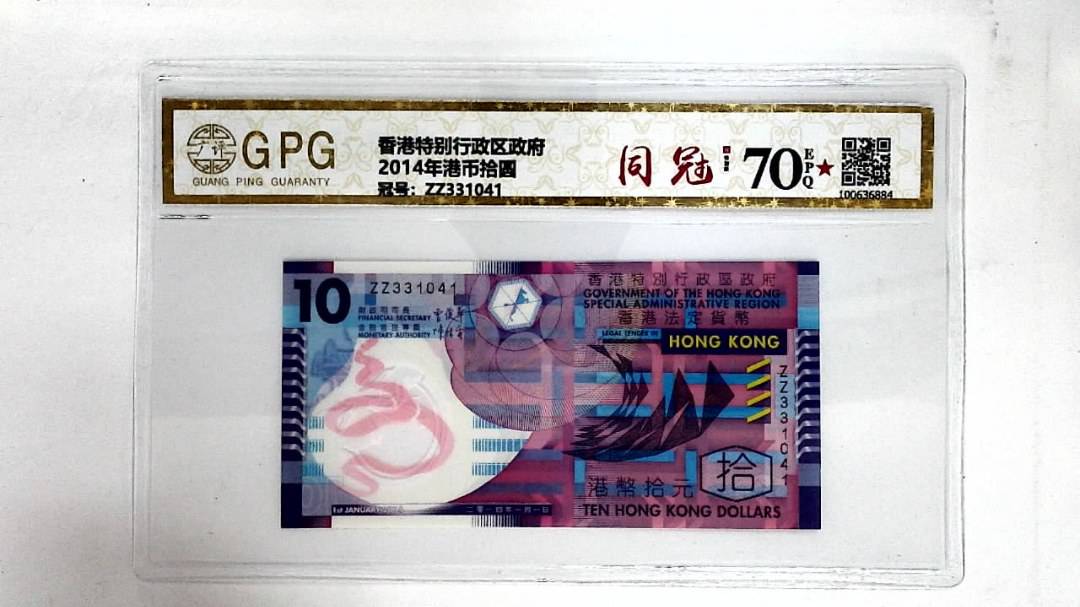 广评
GPG
GUANG PING GUARANTY
香港特别行政区政府
2014年港币拾圆
冠号: ZZ331041
同冠
70
EPQ
★
100636884
10
ZZ331041
財政司司長
FINANCIAL SECRETARY
金融管理專員
MONETARY AUTHORITY
香港特別行政區政府
GOVERNMENT OF THE HONG KONG
SPECIAL ADMINISTRATIVE REGION
香港法定貨幣
LEGAL TENDER IN
HONG KONG
ZZ331041
港幣拾元
拾
TEN HONG KONG DOLLARS
1st JANUARY
二零一四年一月一日